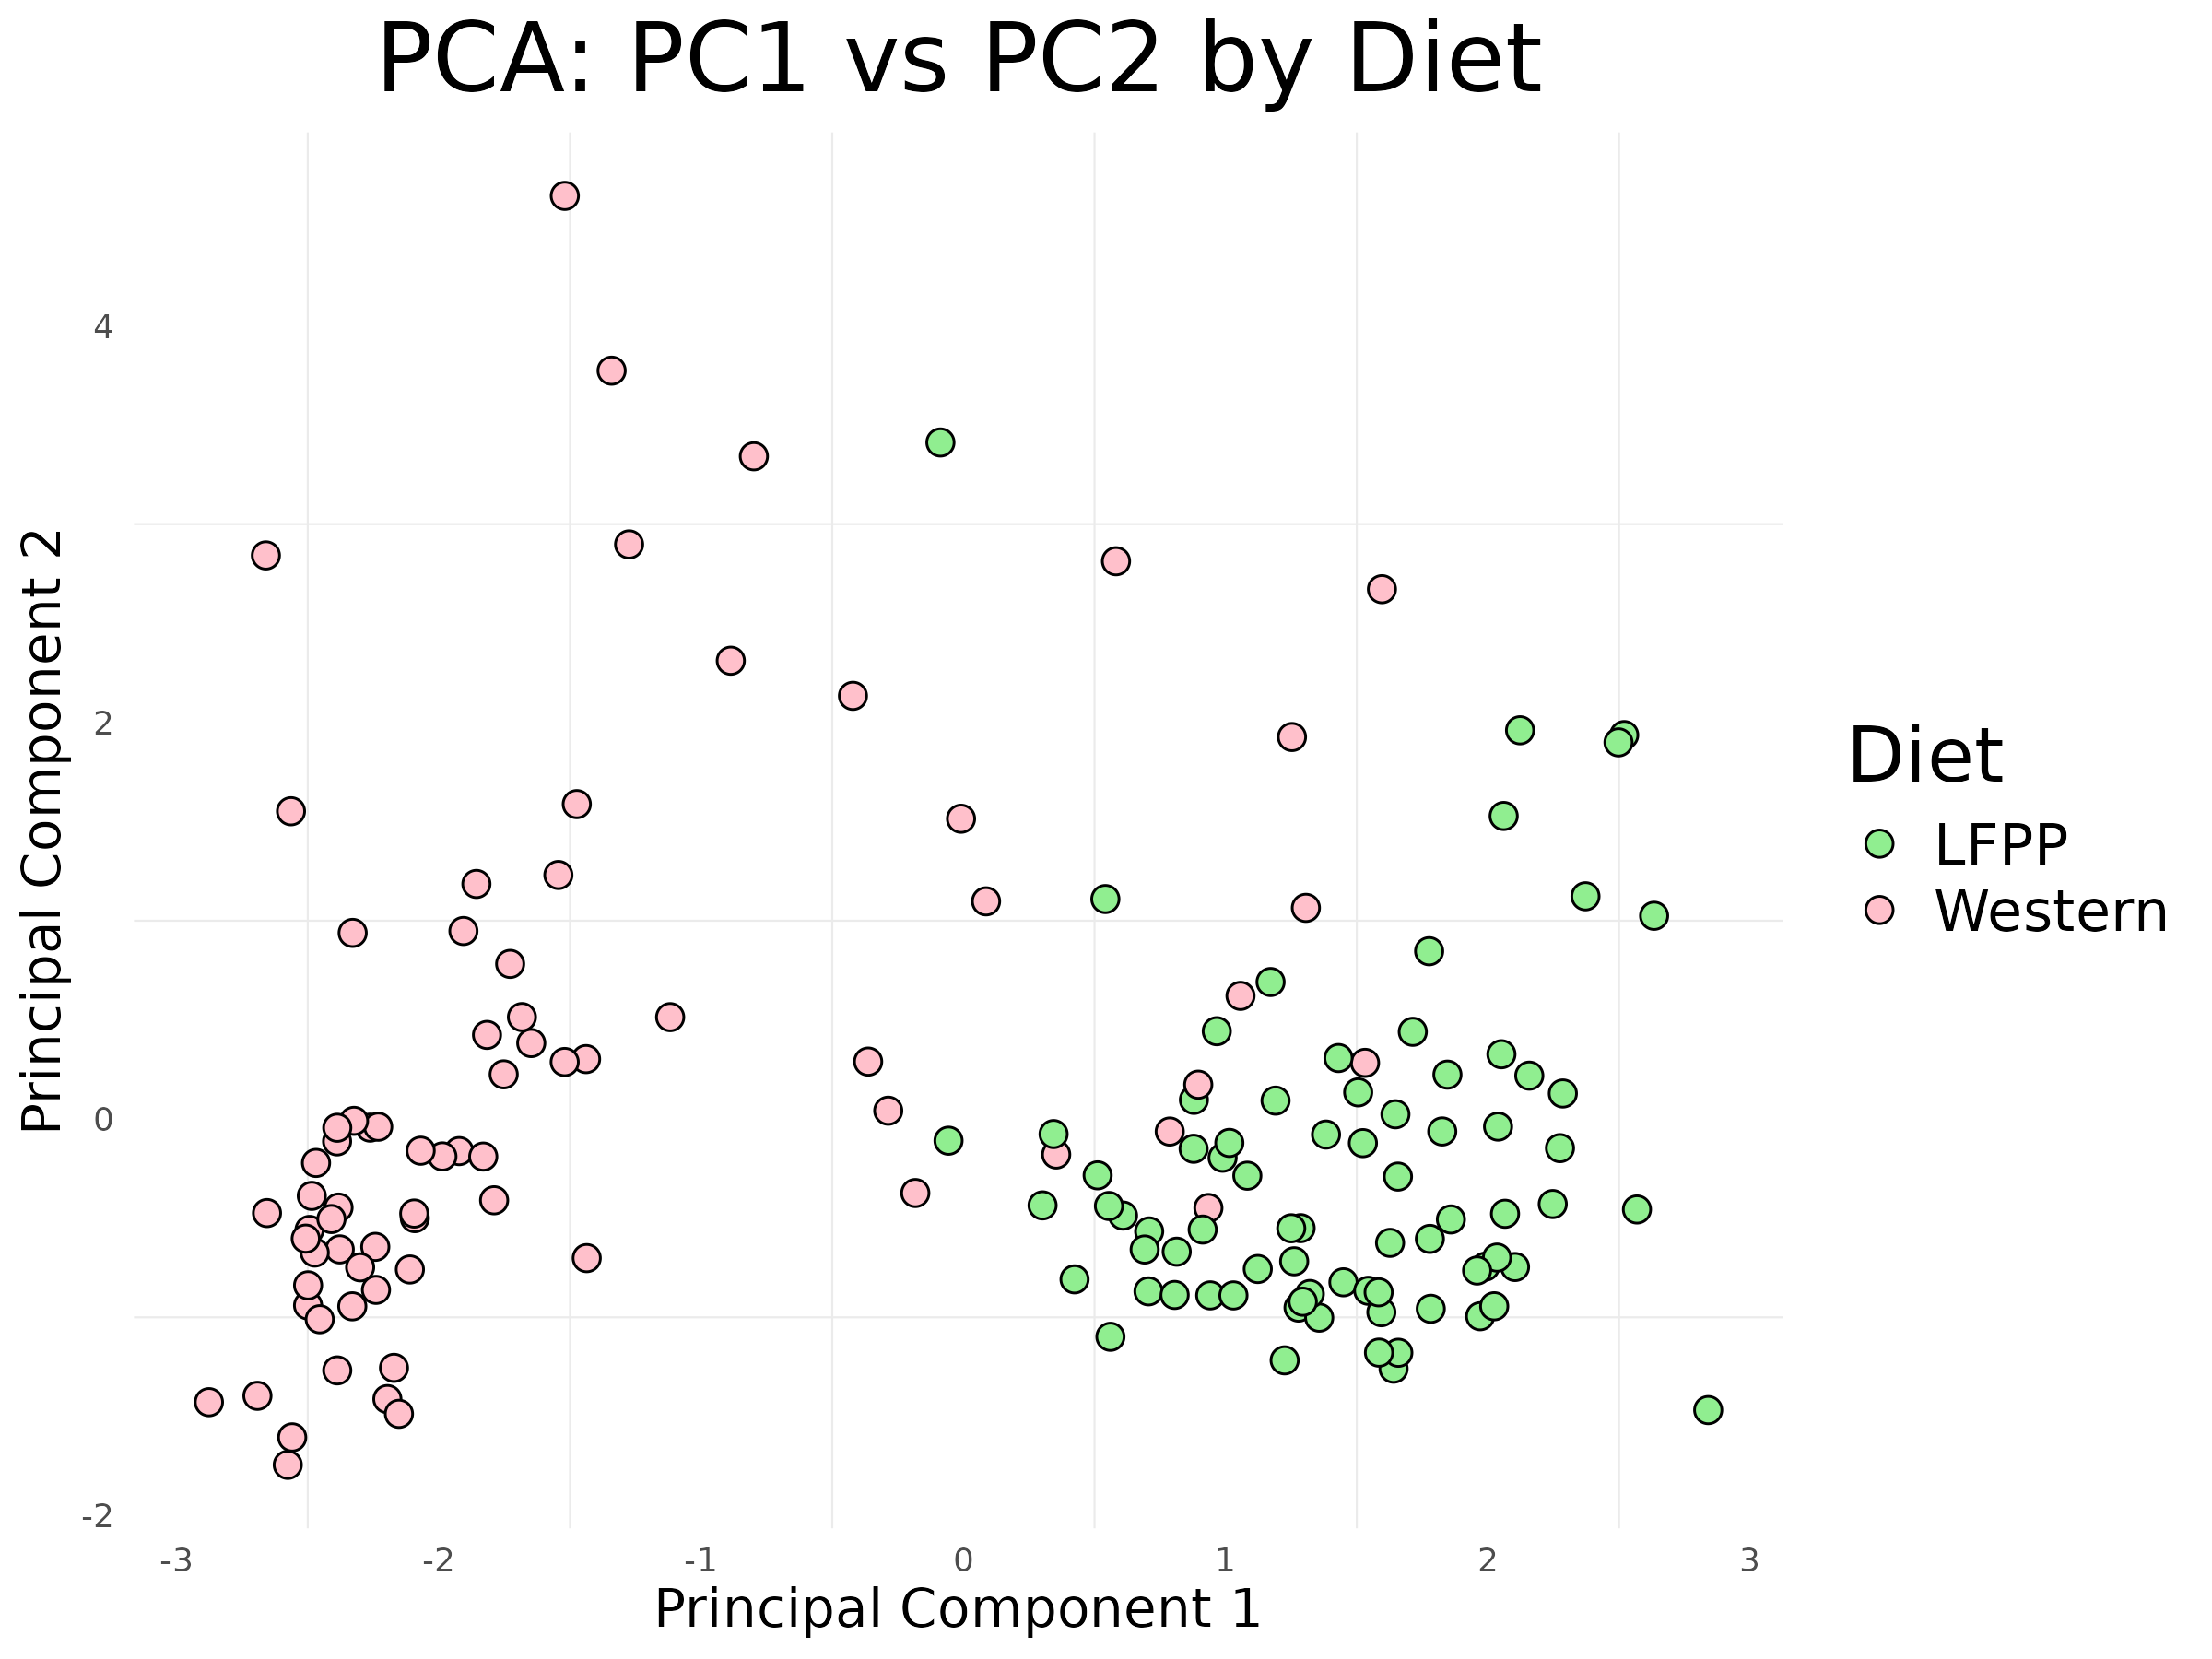 PCA: PC1 vs PC2 by Diet
Principal Component 2
4
2
0
-2
-3 -2 -1 0 1 2 3
Principal Component 1
Diet
LFPP
Western